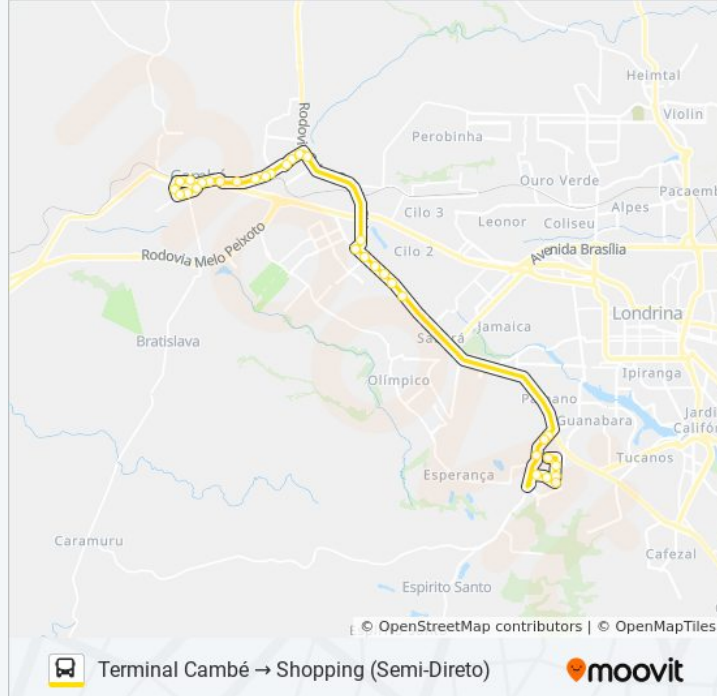 Heimtal
Violin
Perobinha
Ouro Verde
Pacaemb
Alpes
Cilo 3
Leonor
Coliseu
Cilo 2
Rodovia Melo Peixoto
Avenida Brasília
Londrina
Bratislava
Jamaica
Olímpico
Ipiranga
Guanabara
Jardi
Califór
Tucanos
Esperança
Caramuru
Cafezal
Espirito Santo
© OpenStreetMap contributors | © OpenMapTiles
Terminal Cambé → Shopping (Semi-Direto)
moovit